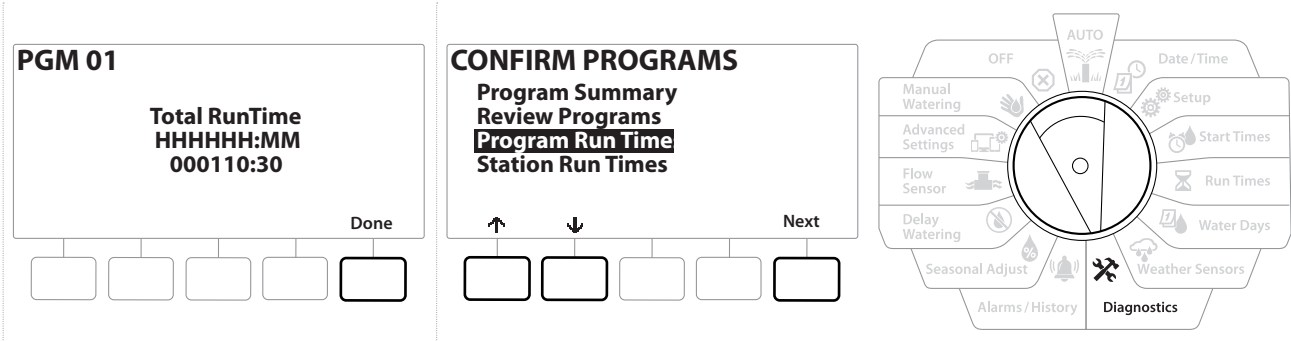 PGM 01
Total RunTime
HHHHHH:MM
000110:30
Done
CONFIRM PROGRAMS
Program Summary
Review Programs
Program Run Time
Station Run Times
Next
AUTO
OFF
Date/Time
Manual
Watering
Setup
Advanced
Settings
Start Times
Flow
Sensor
Run Times
Delay
Watering
Water Days
Seasonal Adjust
Weather Sensors
Alarms/History
Diagnostics